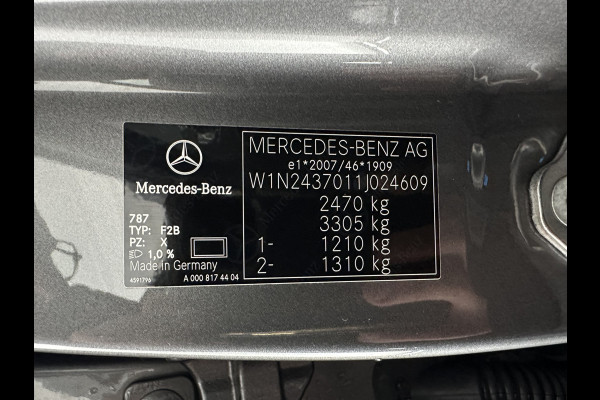 Mercedes-Benz
787
TYP: F2B
PZ: X
1,0 %
Made in Germany
4591796 A 000 817 44 04
MERCEDES-BENZ AG
e1*2007/46*1909
W1N2437011J024609
2470 kg
3305 kg
1- 1210 kg
2- 1310 kg